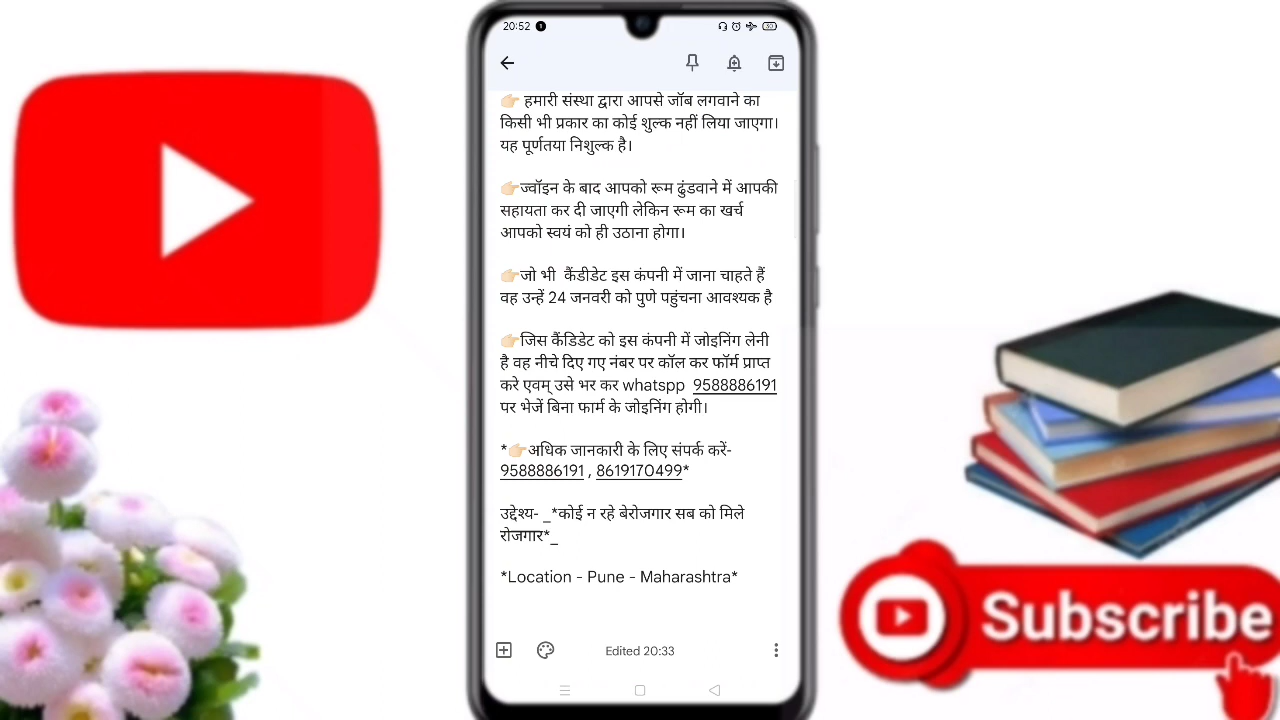 20:52
👉🏻 हमारी संस्था द्वारा आपसे जॉब लगवाने का
किसी भी प्रकार का कोई शुल्क नहीं लिया जाएगा।
यह पूर्णतया निशुल्क है।
👉🏻ज्वॉइन के बाद आपको रूम ढुंडवाने में आपकी
सहायता कर दी जाएगी लेकिन रूम का खर्च
आपको स्वयं को ही उठाना होगा।
👉🏻जो भी  कैंडीडेट इस कंपनी में जाना चाहते हैं
वह उन्हें 24 जनवरी को पुणे पहुंचना आवश्यक है
👉🏻जिस कैंडिडेट को इस कंपनी में जोइनिंग लेनी
है वह नीचे दिए गए नंबर पर कॉल कर फॉर्म प्राप्त
करे एवम् उसे भर कर whatspp  9588886191
पर भेजें बिना फार्म के जोइनिंग होगी।
*👉🏻अधिक जानकारी के लिए संपर्क करें-
9588886191 , 8619170499*
उद्देश्य- _*कोई न रहे बेरोजगार सब को मिले
रोजगार*_
*Location - Pune - Maharashtra*
Edited 20:33
Subscribe